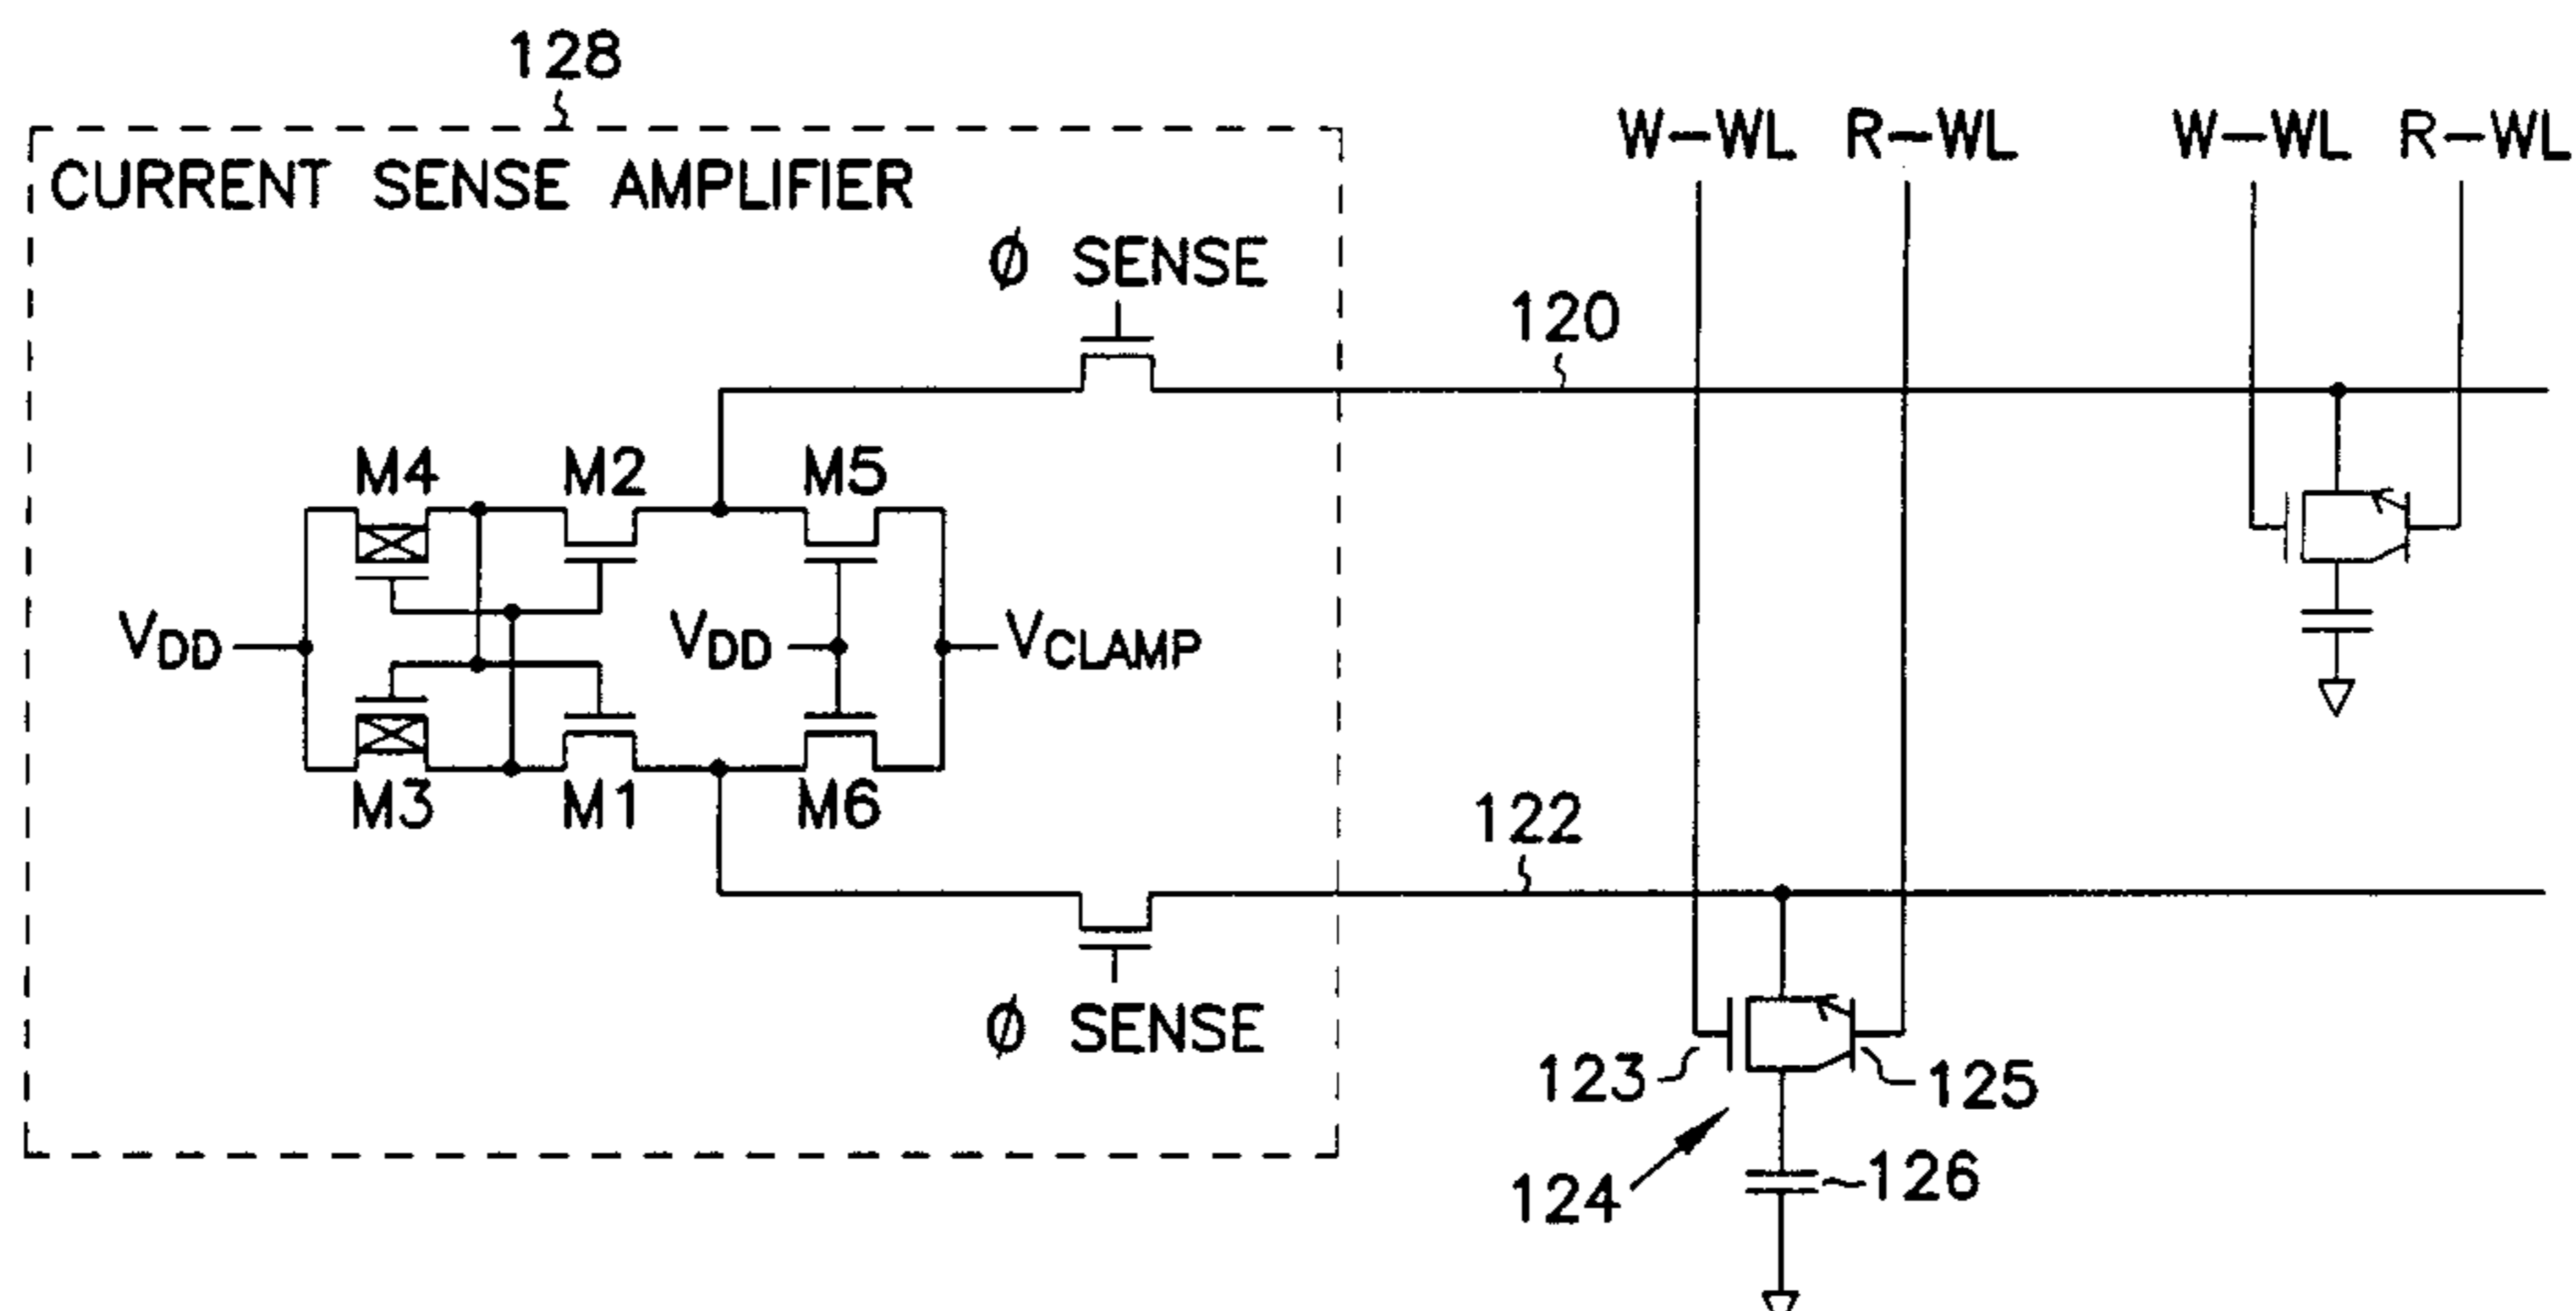 128
W-WL R-WL W-WL R-WL
CURRENT SENSE AMPLIFIER
Ø SENSE
120
M4 M2 M5
VDD VDD VCLAMP
M3 M1 M6
122
Ø SENSE
123 125
124 126